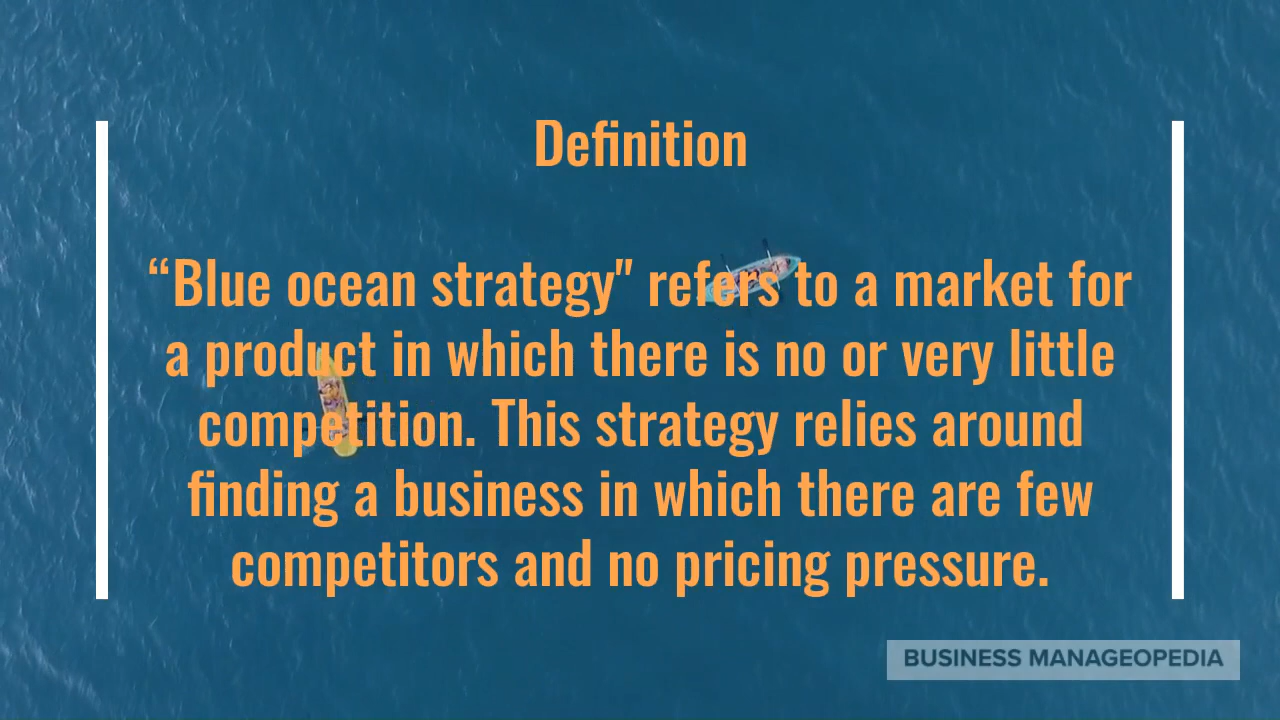 Definition
“Blue ocean strategy" refers to a market for
a product in which there is no or very little
competition. This strategy relies around
finding a business in which there are few
competitors and no pricing pressure.
BUSINESS MANAGEOPEDIA